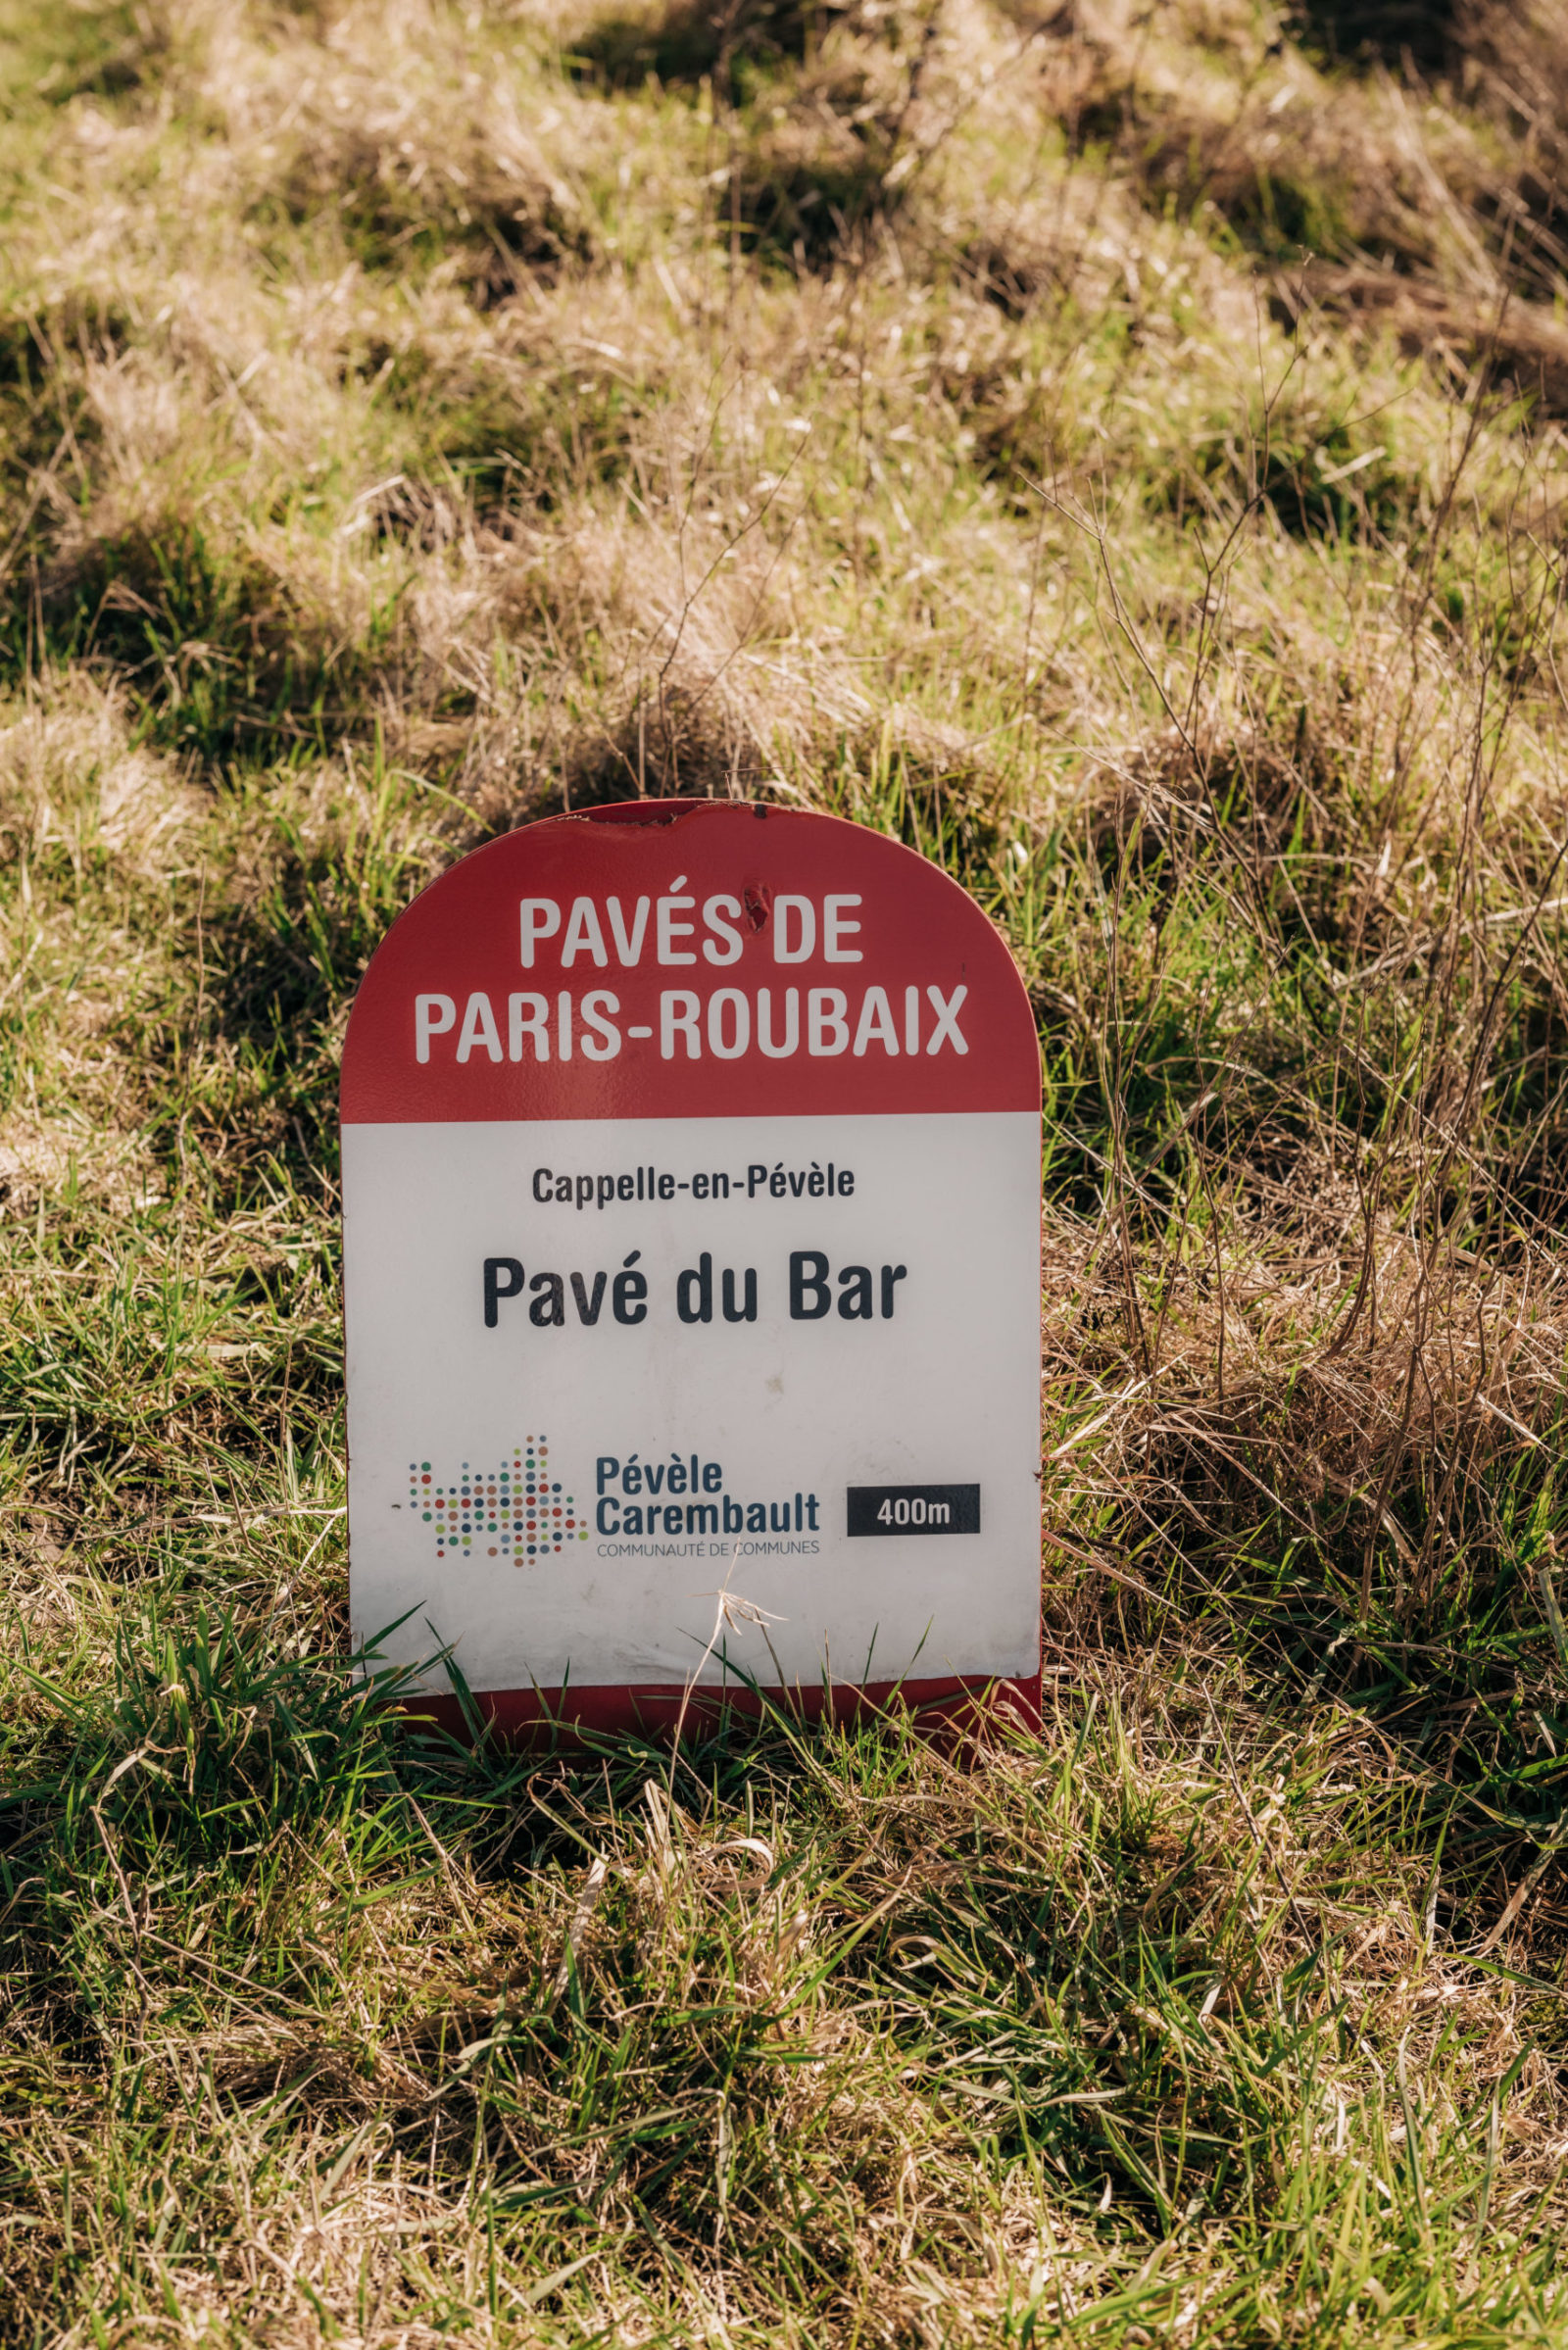 PAVÉS DE
PARIS-ROUBAIX
Cappelle-en-Pévèle
Pavé du Bar
Pévèle
Carembault
COMMUNAUTÉ DE COMMUNES
400m